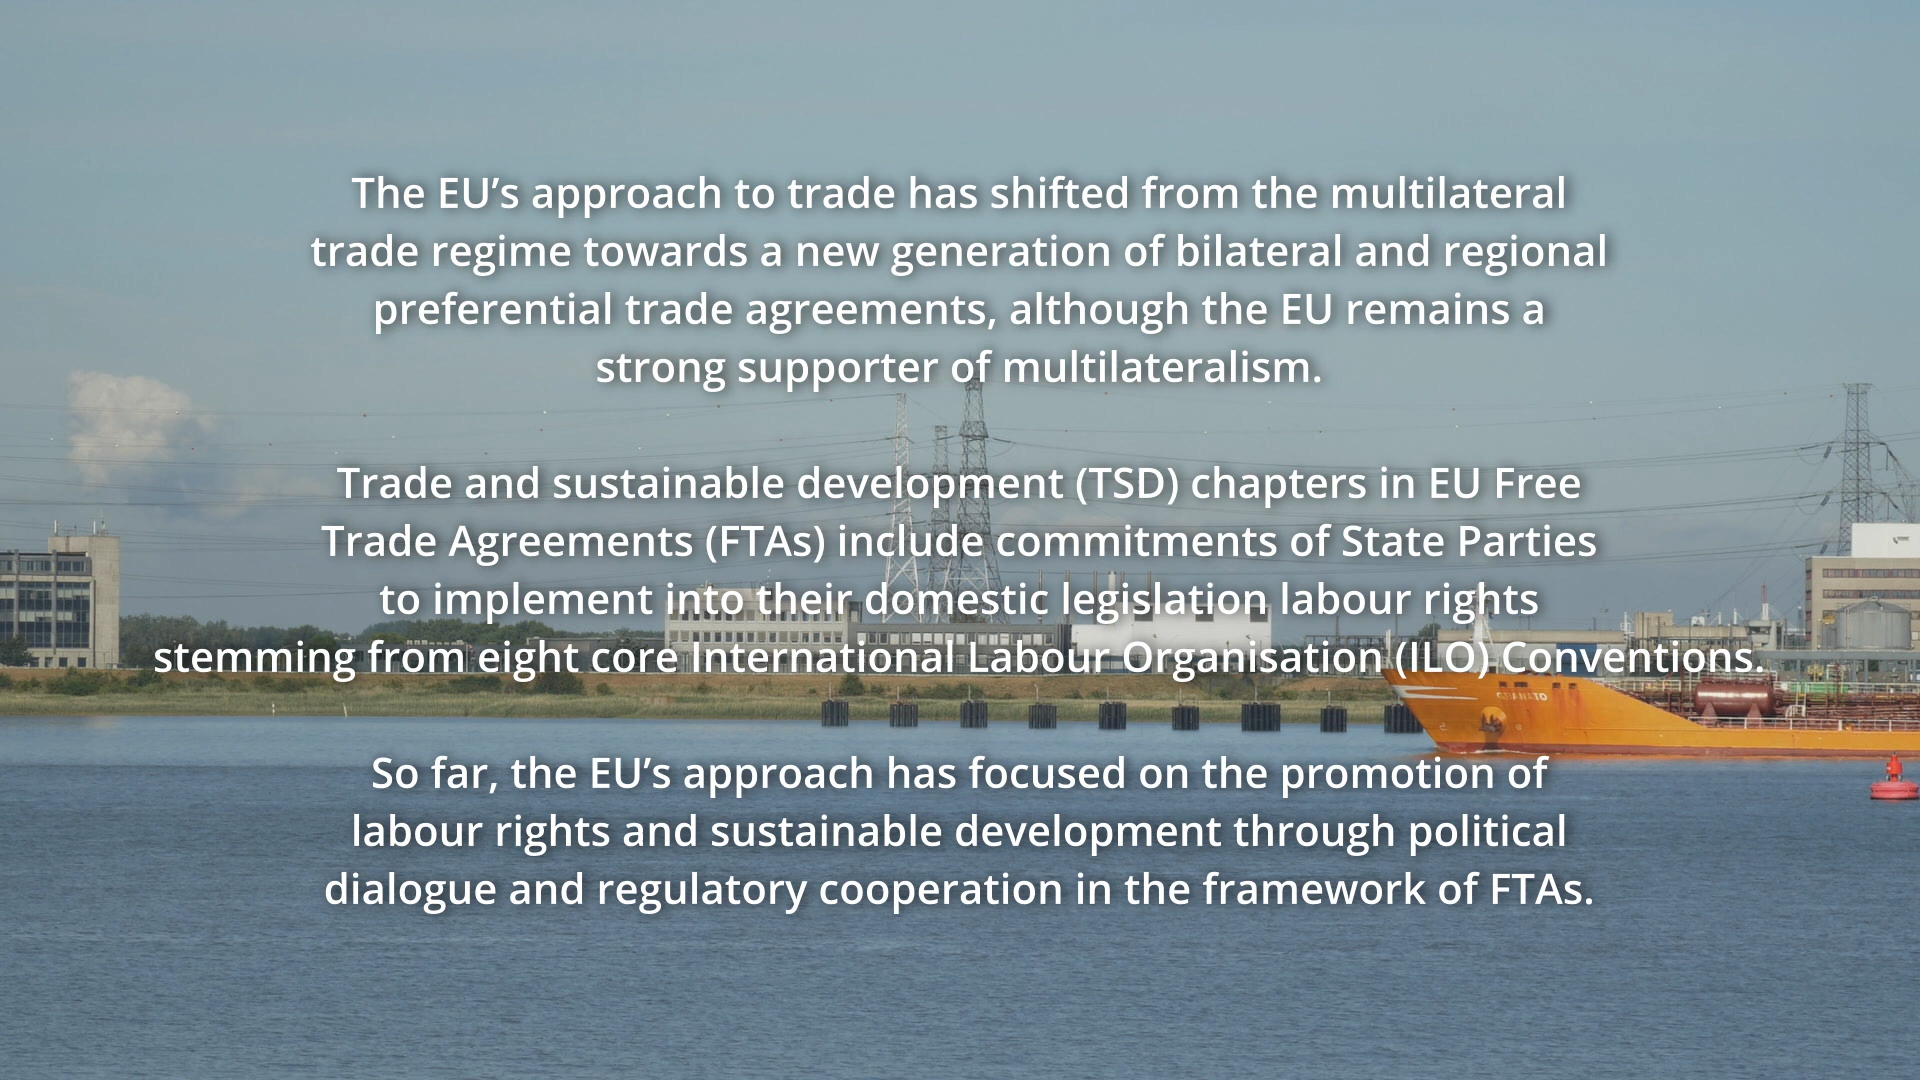 The EU’s approach to trade has shifted from the multilateral
trade regime towards a new generation of bilateral and regional
preferential trade agreements, although the EU remains a
strong supporter of multilateralism.
Trade and sustainable development (TSD) chapters in EU Free
Trade Agreements (FTAs) include commitments of State Parties
to implement into their domestic legislation labour rights
stemming from eight core International Labour Organisation (ILO) Conventions.
So far, the EU’s approach has focused on the promotion of
labour rights and sustainable development through political
dialogue and regulatory cooperation in the framework of FTAs.